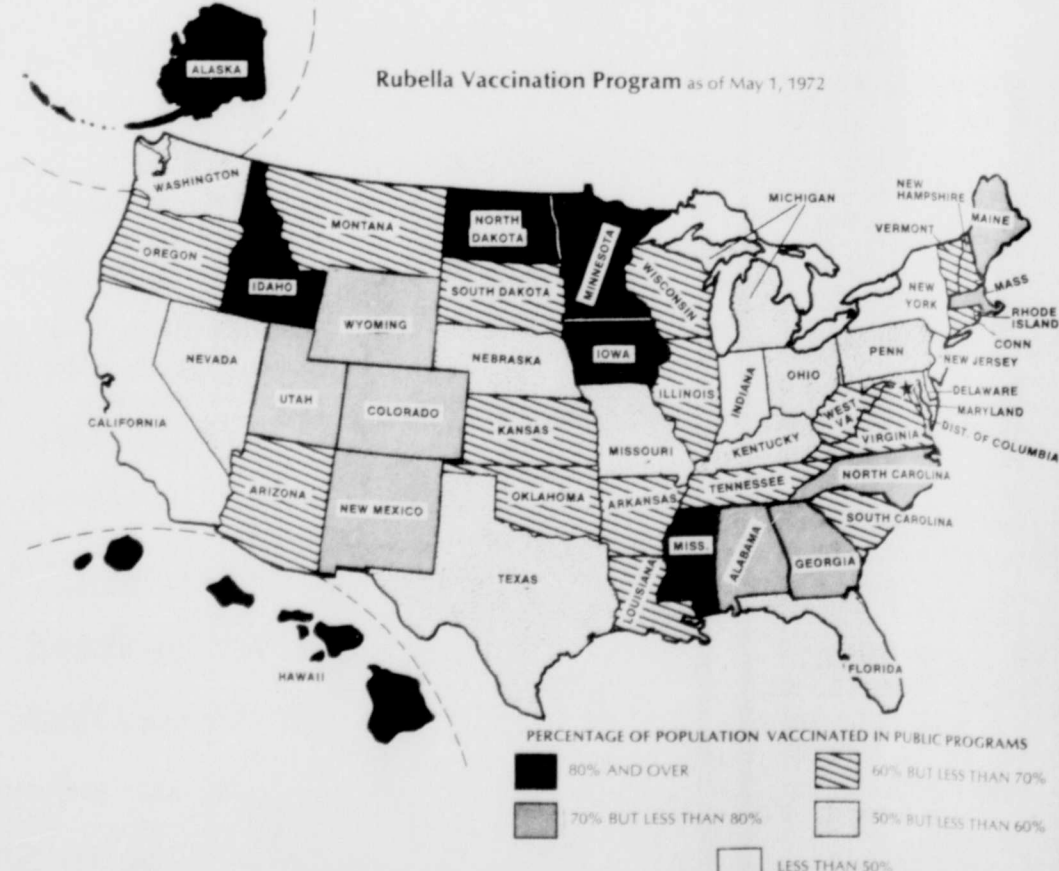 ALASKA
Rubella Vaccination Program as of May 1, 1972
WASHINGTON
MONTANA
NORTH
DAKOTA
MINNESOTA
MICHIGAN
NEW
HAMPSHIRE
MAINE
VERMONT
OREGON
IDAHO
SOUTH DAKOTA
WISCONSIN
NEW
YORK
MASS
RHODE
ISLAND
CONN
WYOMING
NEVADA
NEBRASKA
IOWA
PENN
NEW JERSEY
UTAH
COLORADO
ILLINOIS
INDIANA
OHIO
DELAWARE
MARYLAND
DIST. OF COLUMBIA
CALIFORNIA
KANSAS
MISSOURI
KENTUCKY
WEST
VA.
VIRGINIA
ARIZONA
NEW MEXICO
OKLAHOMA
ARKANSAS
TENNESSEE
NORTH CAROLINA
SOUTH CAROLINA
TEXAS
LOUISIANA
MISS.
ALABAMA
GEORGIA
FLORIDA
HAWAII
PERCENTAGE OF POPULATION VACCINATED IN PUBLIC PROGRAMS
80% AND OVER
60% BUT LESS THAN 70%
70% BUT LESS THAN 80%
50% BUT LESS THAN 60%
LESS THAN 50%